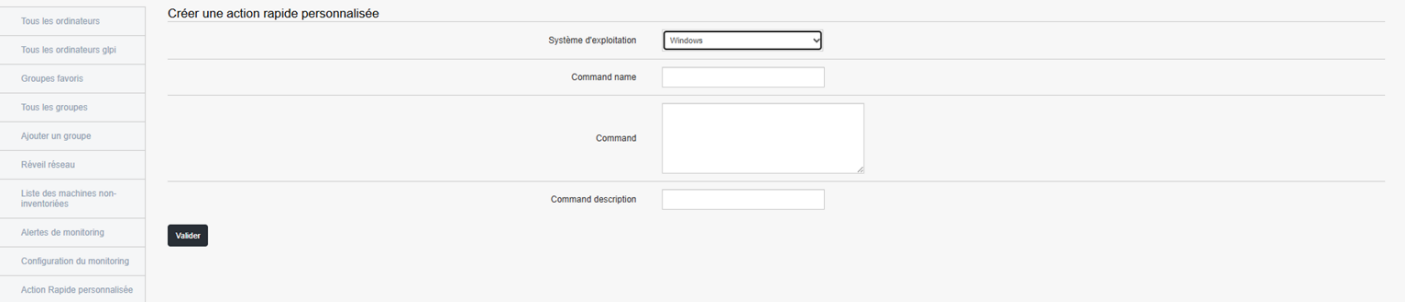 Créer une action rapide personnalisée
Tous les ordinateurs
Tous les ordinateurs glpi
Groupes favoris
Tous les groupes
Ajouter un groupe
Réveil réseau
Liste des machines non-
inventoriées
Alertes de monitoring
Configuration du monitoring
Action Rapide personnalisée
Système d'exploitation
Windows
Command name
Command
Command description
Valider